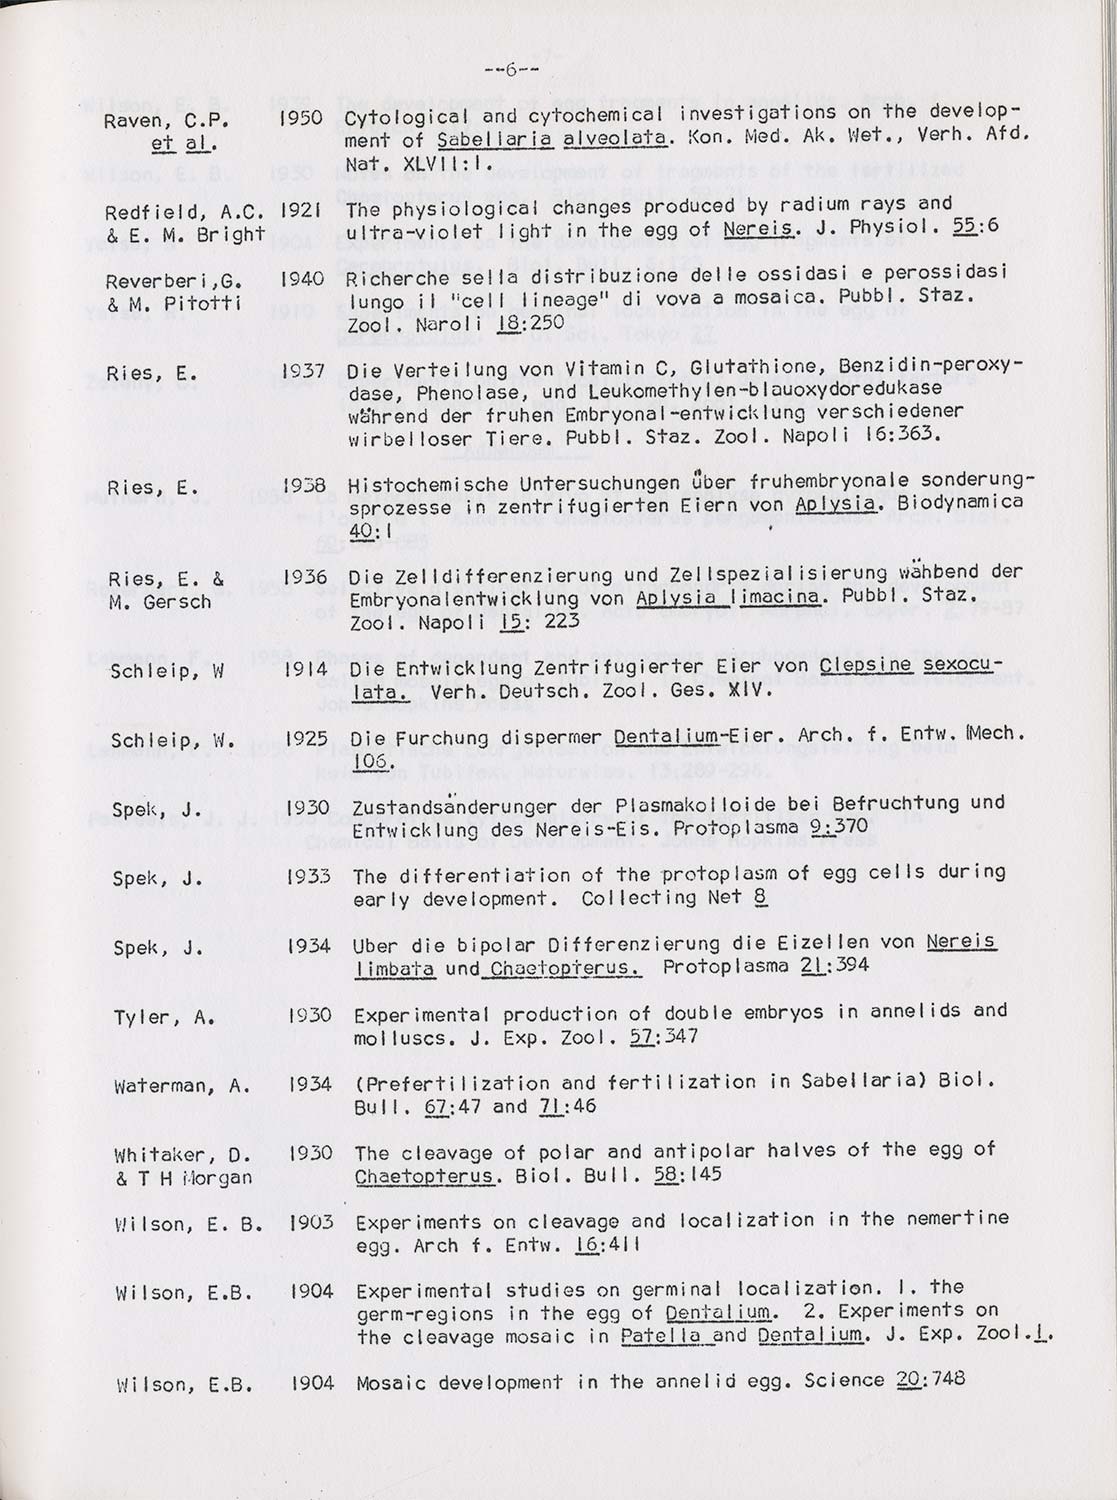 --6--
Raven, C.P. 1950 Cytological and cytochemical investigations on the develop-
et al. ment of Sabellaria alveolata. Kon. Med. Ak. Wet., Verh. Afd.
Nat. XLVII:I.
Redfield, A.C. 1921 The physiological changes produced by radium rays and
& E. M. Bright ultra-violet light in the egg of Nereis. J. Physiol. 55:6
Reverberi,G. 1940 Richerche sella distribuzione delle ossidasi e perossidasi
& M. Pitotti lungo il "cell lineage" di vova a mosaica. Pubbl. Staz.
Zool. Naroli 18:250
Ries, E. 1937 Die Verteilung von Vitamin C, Glutathione, Benzidin-peroxy-
dase, Phenolase, und Leukomethylen-blauoxydoredukase
während der fruhen Embryonal-entwicklung verschiedener
wirbelloser Tiere. Pubbl. Staz. Zool. Napoli 16:363.
Ries, E. 1938 Histochemische Untersuchungen über fruhembryonale sonderung-
sprozesse in zentrifugierten Eiern von Aplysia. Biodynamica
40:1
Ries, E. & 1936 Die Zelldifferenzierung und Zellspezialisierung wähbend der
M. Gersch Embryonalentwicklung von Aplysia limacina. Pubbl. Staz.
Zool. Napoli 15: 223
Schleip, W 1914 Die Entwicklung Zentrifugierter Eier von Clepsine sexocu-
lata. Verh. Deutsch. Zool. Ges. XIV.
Schleip, W. 1925 Die Furchung dispermer Dentalium-Eier. Arch. f. Entw. Mech.
106.
Spek, J. 1930 Zustandsänderunger der Plasmakolloide bei Befruchtung und
Entwicklung des Nereis-Eis. Protoplasma 9:370
Spek, J. 1933 The differentiation of the protoplasm of egg cells during
early development. Collecting Net 8
Spek, J. 1934 Uber die bipolar Differenzierung die Eizellen von Nereis
limbata und Chaetopterus. Protoplasma 21:394
Tyler, A. 1930 Experimental production of double embryos in annelids and
molluscs. J. Exp. Zool. 57:347
Waterman, A. 1934 (Prefertilization and fertilization in Sabellaria) Biol.
Bull. 67:47 and 71:46
Whitaker, D. 1930 The cleavage of polar and antipolar halves of the egg of
& T H Morgan Chaetopterus. Biol. Bull. 58:145
Wilson, E. B. 1903 Experiments on cleavage and localization in the nemertine
egg. Arch f. Entw. 16:411
Wilson, E.B. 1904 Experimental studies on germinal localization. I. the
germ-regions in the egg of Dentalium. 2. Experiments on
the cleavage mosaic in Patella and Dentalium. J. Exp. Zool.I.
Wilson, E.B. 1904 Mosaic development in the annelid egg. Science 20:748